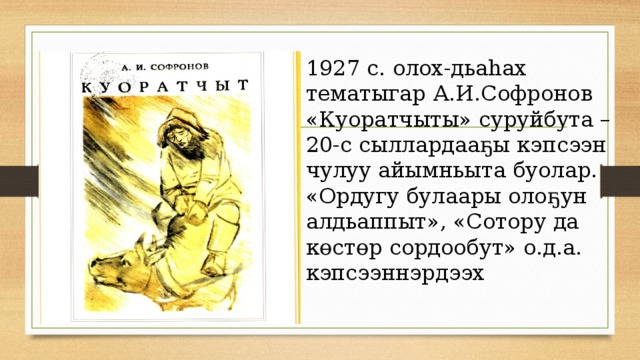 А. И. СОФРОНОВ
КУОРАТЧЫТ
1927 с. олох-дьаһах
тематыгар А.И.Софронов
«Куоратчыты» суруйбута –
20-с сыллардааҕы кэпсээн
чулуу айымньыта буолар.
«Ордугу булаары олоҕун
алдьаппыт», «Сотору да
көстөр сордообут» о.д.а.
кэпсээннэрдээх